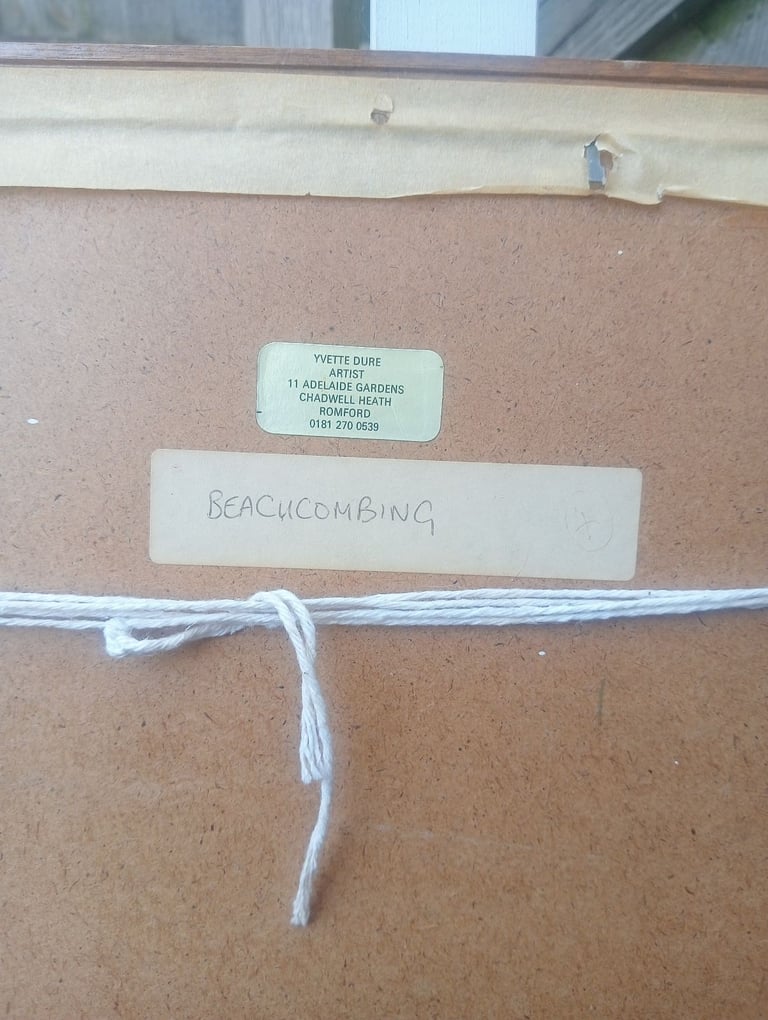 YVETTE DURE
ARTIST
11 ADELAIDE GARDENS
CHADWELL HEATH
ROMFORD
0181 270 0539
BEACHCOMBING